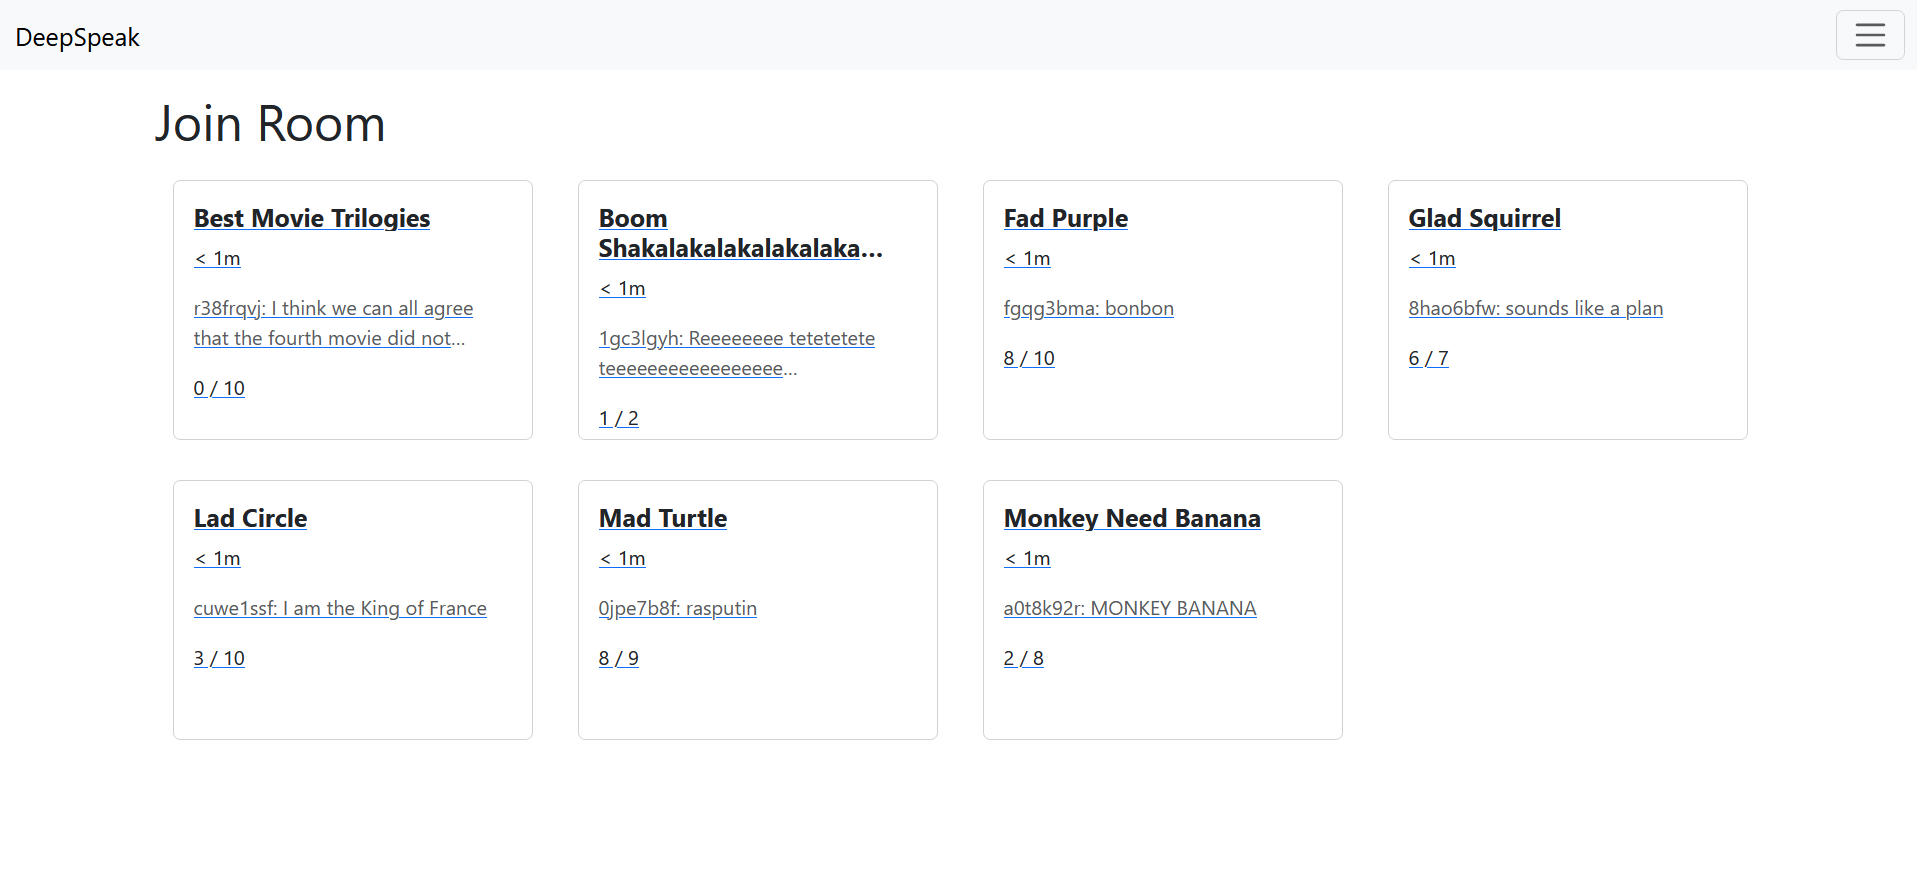 DeepSpeak
Join Room
Best Movie Trilogies
< 1m
r38frqvj: I think we can all agree
that the fourth movie did not...
0 / 10
Boom
Shakalakalakalakalaka...
< 1m
1gc3lgyh: Reeeeeeee tetetetete
teeeeeeeeeeeeeeeee...
1 / 2
Fad Purple
< 1m
fgqg3bma: bonbon
8 / 10
Glad Squirrel
< 1m
8hao6bfw: sounds like a plan
6 / 7
Lad Circle
< 1m
cuwe1ssf: I am the King of France
3 / 10
Mad Turtle
< 1m
0jpe7b8f: rasputin
8 / 9
Monkey Need Banana
< 1m
a0t8k92r: MONKEY BANANA
2 / 8